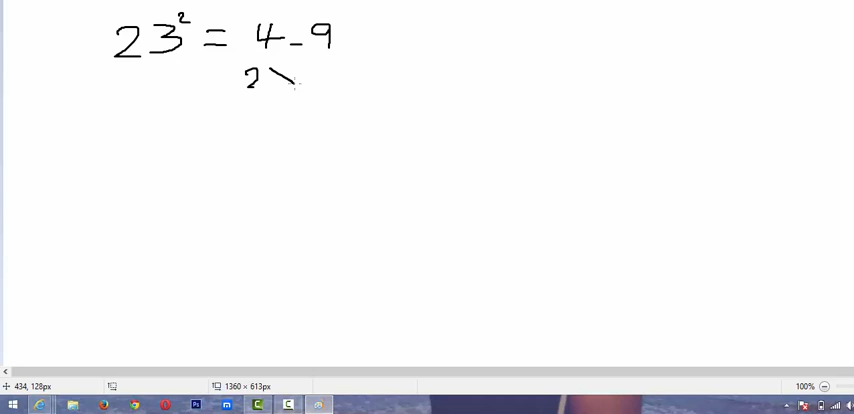 23² = 4_9
2 \
434, 128px 1360 × 613px 100%